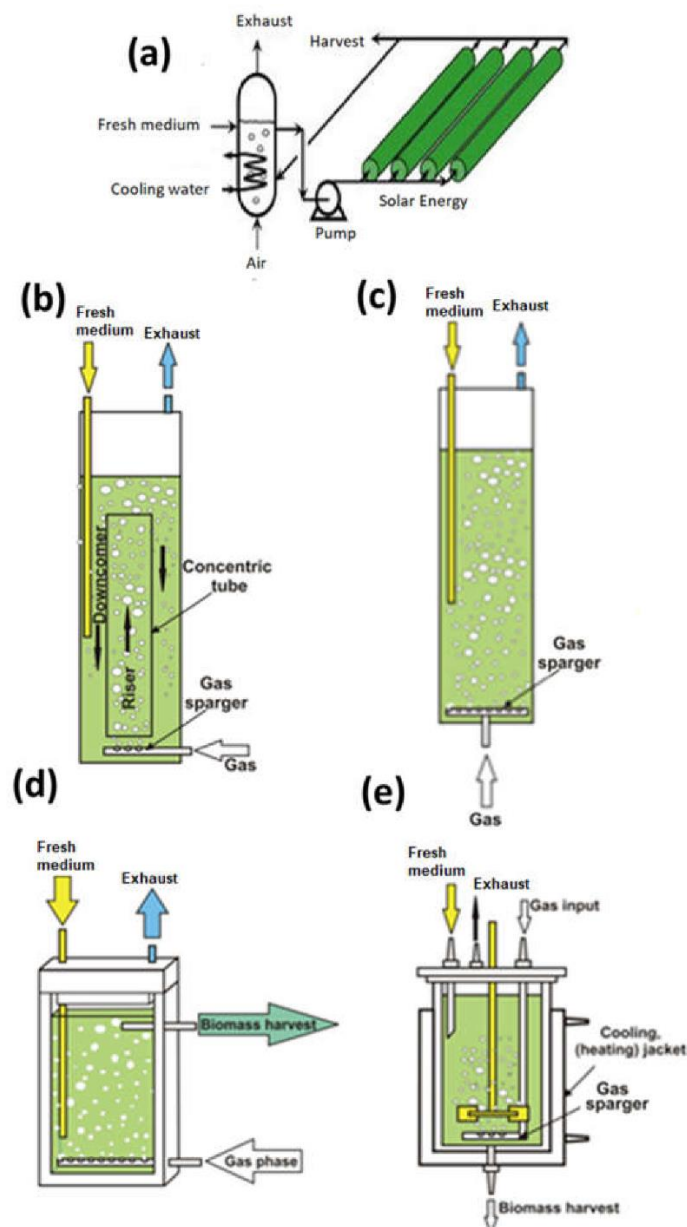 (a)
Exhaust
Harvest
Fresh medium
Cooling water
Solar Energy
Pump
Air
(b)
Fresh
medium
Exhaust
Downcomer
Riser
Concentric
tube
Gas
sparger
Gas
(c)
Fresh
medium
Exhaust
Gas
sparger
Gas
(d)
Fresh
medium
Exhaust
Biomass harvest
Gas phase
(e)
Fresh
medium
Exhaust
Gas input
Cooling,
(heating) jacket
Gas
sparger
Biomass harvest